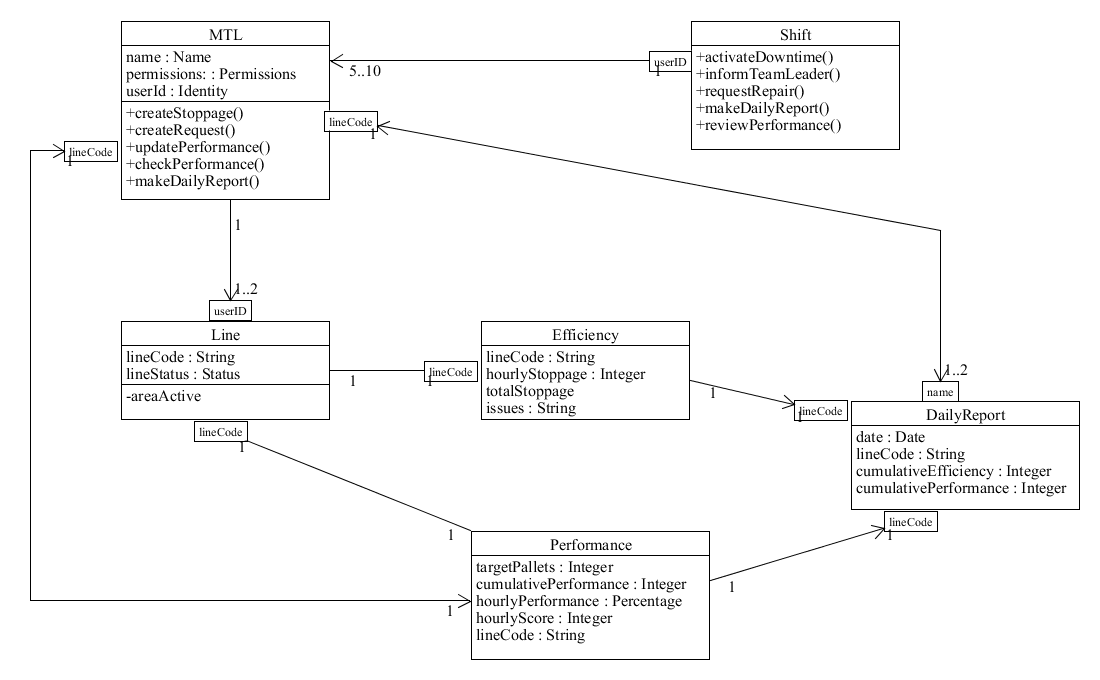 MTL
name : Name
permissions: : Permissions
userId : Identity
+createStoppage()
+createRequest()
+updatePerformance()
+checkPerformance()
+makeDailyReport()
5..10
userID
1
Shift
+activateDowntime()
+informTeamLeader()
+requestRepair()
+makeDailyReport()
+reviewPerformance()
lineCode
1
lineCode
1
1
1..2
userID
Line
lineCode : String
lineStatus : Status
-areaActive
1
lineCode
1
Efficiency
lineCode : String
hourlyStoppage : Integer
totalStoppage
issues : String
1
lineCode
1
1..2
name
DailyReport
date : Date
lineCode : String
cumulativeEfficiency : Integer
cumulativePerformance : Integer
lineCode
1
lineCode
1
1
1
Performance
targetPallets : Integer
cumulativePerformance : Integer
hourlyPerformance : Percentage
hourlyScore : Integer
lineCode : String
1